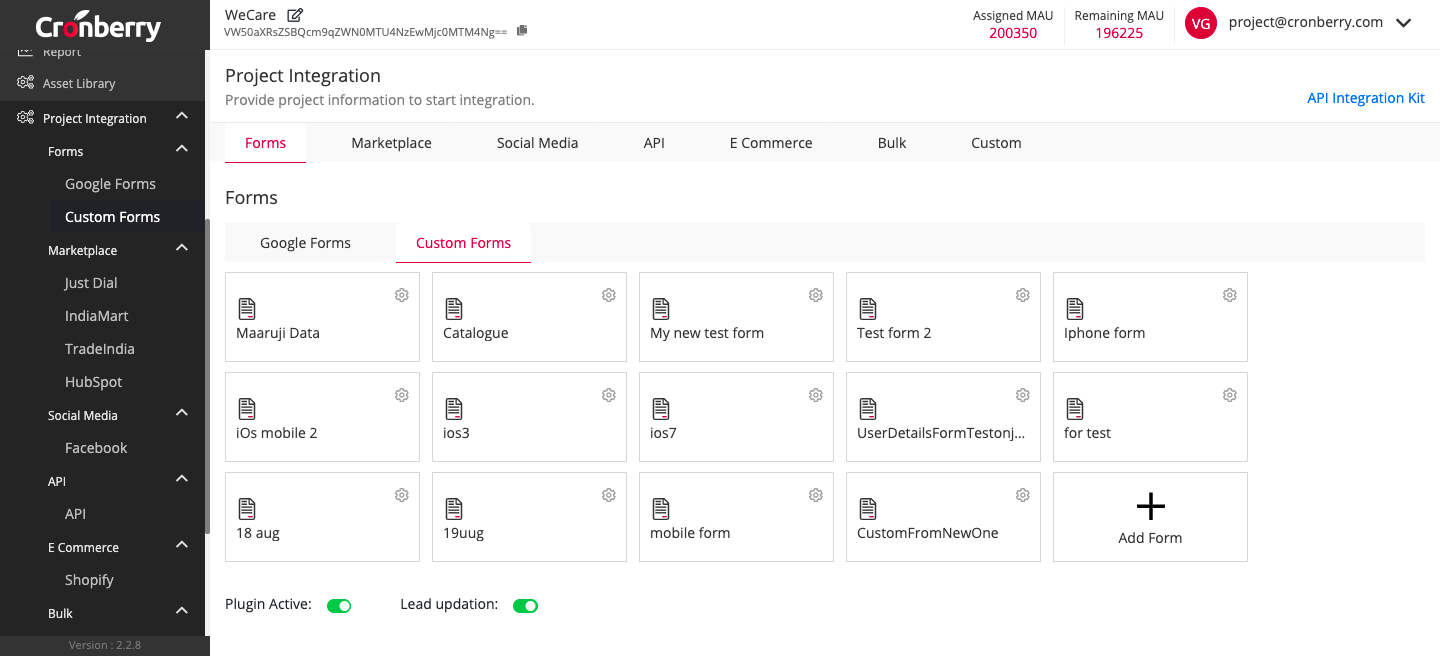 Cronberry
Report
Asset Library
Project Integration
Forms
Google Forms
Custom Forms
Marketplace
Just Dial
IndiaMart
TradeIndia
HubSpot
Social Media
Facebook
API
API
E Commerce
Shopify
Bulk
Version : 2.2.8
WeCare
VW50aXRsZSBQcm9qZWN0MTU4NzEwMjc0MTM4Ng==
Assigned MAU
200350
Remaining MAU
196225
VG
project@cronberry.com
Project Integration
Provide project information to start integration.
API Integration Kit
Forms Marketplace Social Media API E Commerce Bulk Custom
Forms
Google Forms Custom Forms
Maaruji Data
Catalogue
My new test form
Test form 2
Iphone form
iOs mobile 2
ios3
ios7
UserDetailsFormTestonj...
for test
18 aug
19uug
mobile form
CustomFromNewOne
Add Form
Plugin Active: Lead updation: